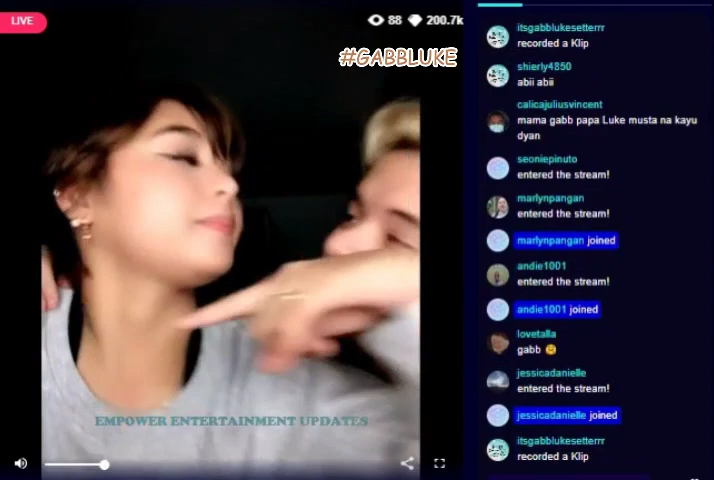 LIVE
88 200.7k
#GABBLUKE
EMPOWER ENTERTAINMENT UPDATES
itsgabblukesetterrr
recorded a Klip
shierly4850
abii abii
calicajuliusvincent
mama gabb papa Luke musta na kayu
dyan
seoniepinuto
entered the stream!
marlynpangan
entered the stream!
marlynpangan joined
andie1001
entered the stream!
andie1001 joined
lovetalla
gabb
jessicadanielle
entered the stream!
jessicadanielle joined
itsgabblukesetterrr
recorded a Klip